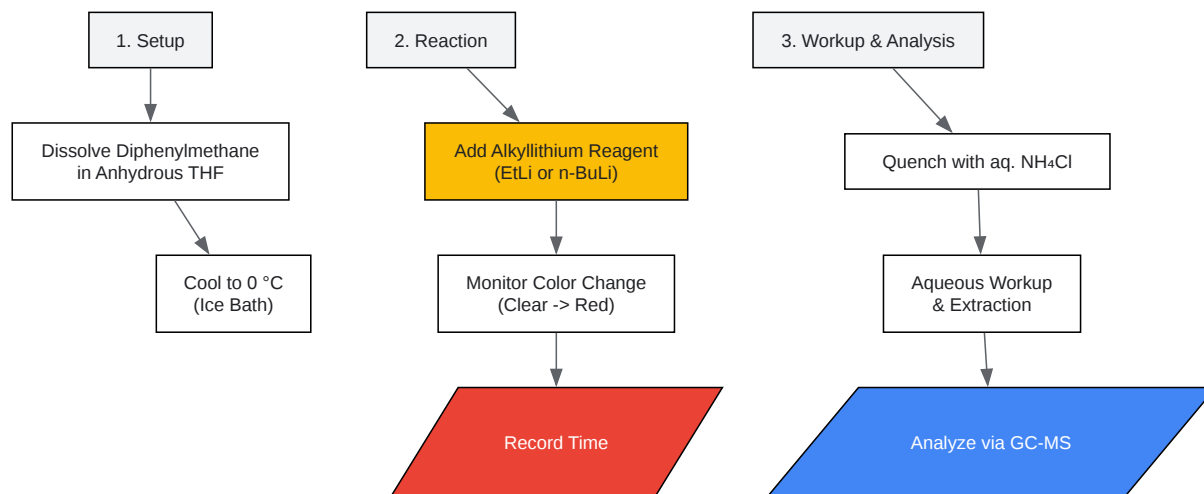 1. Setup
Dissolve Diphenylmethane
in Anhydrous THF
Cool to 0 °C
(Ice Bath)
2. Reaction
Add Alkyllithium Reagent
(EtLi or n-BuLi)
Monitor Color Change
(Clear -> Red)
Record Time
3. Workup & Analysis
Quench with aq. NH₄Cl
Aqueous Workup
& Extraction
Analyze via GC-MS